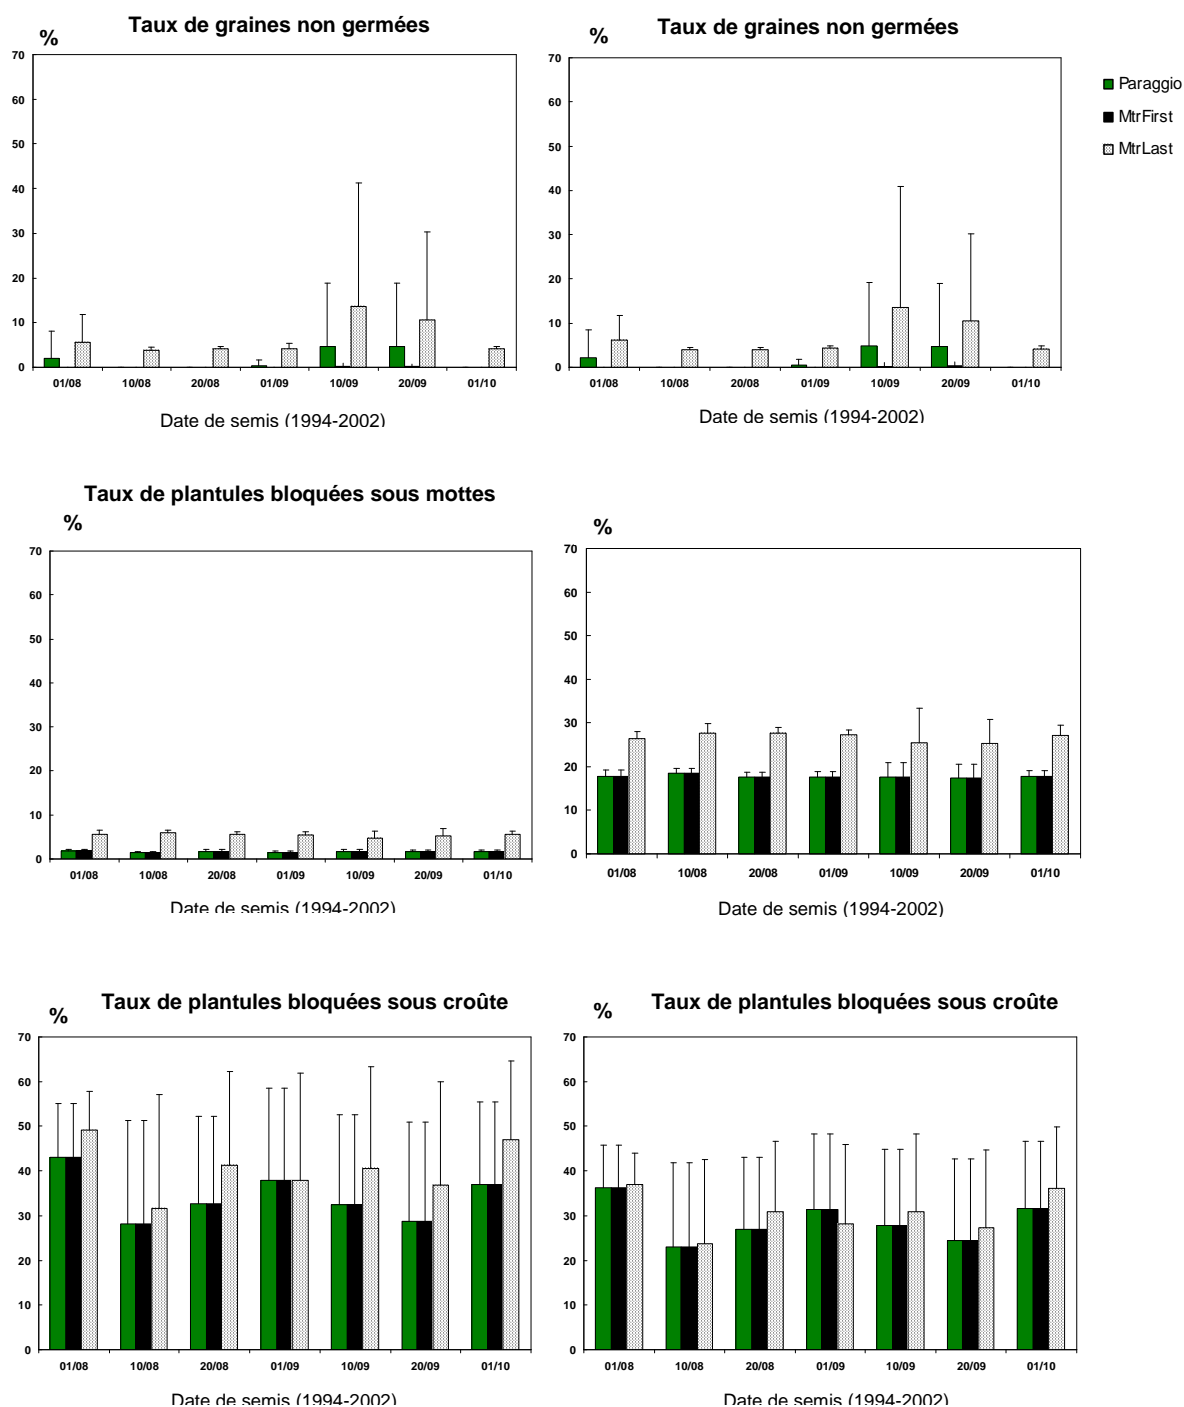 Taux de graines non germées
%
70
60
50
40
30
20
10
0
01/08 10/08 20/08 01/09 10/09 20/09 01/10
Date de semis (1994-2002)
Taux de graines non germées
%
70
60
50
40
30
20
10
0
01/08 10/08 20/08 01/09 10/09 20/09 01/10
Date de semis (1994-2002)
Paraggio
MtrFirst
MtrLast
Taux de plantules bloquées sous mottes
%
70
60
50
40
30
20
10
0
01/08 10/08 20/08 01/09 10/09 20/09 01/10
Date de semis (1994-2002)
%
70
60
50
40
30
20
10
0
01/08 10/08 20/08 01/09 10/09 20/09 01/10
Date de semis (1994-2002)
Taux de plantules bloquées sous croûte
%
70
60
50
40
30
20
10
0
01/08 10/08 20/08 01/09 10/09 20/09 01/10
Date de semis (1994-2002)
Taux de plantules bloquées sous croûte
%
70
60
50
40
30
20
10
0
01/08 10/08 20/08 01/09 10/09 20/09 01/10
Date de semis (1994-2002)